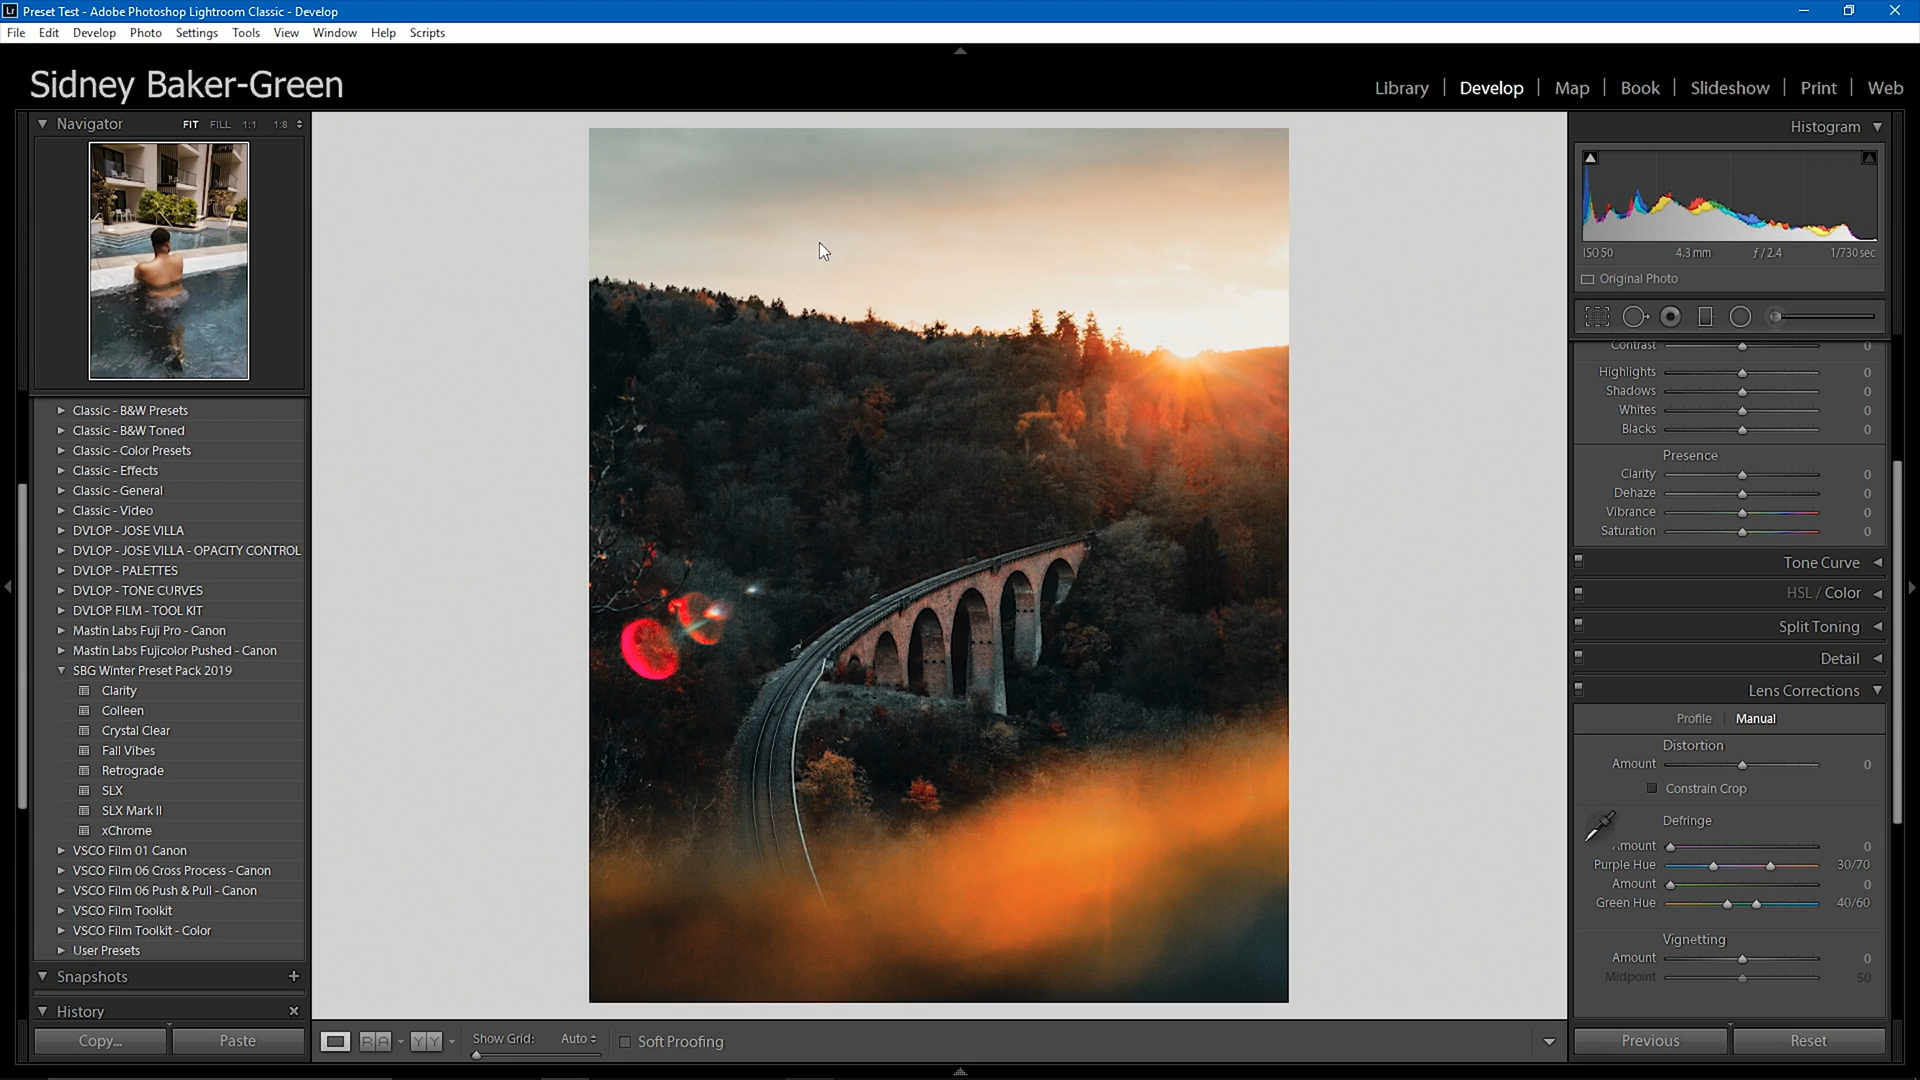 Lr Preset Test - Adobe Photoshop Lightroom Classic - Develop
File Edit Develop Photo Settings Tools View Window Help Scripts
Sidney Baker-Green
Library Develop Map Book Slideshow Print Web
Navigator FIT FILL 1:1 1:8
Classic - B&W Presets
Classic - B&W Toned
Classic - Color Presets
Classic - Effects
Classic - General
Classic - Video
DVLOP - JOSE VILLA
DVLOP - JOSE VILLA - OPACITY CONTROL
DVLOP - PALETTES
DVLOP - TONE CURVES
DVLOP FILM - TOOL KIT
Mastin Labs Fuji Pro - Canon
Mastin Labs Fujicolor Pushed - Canon
SBG Winter Preset Pack 2019
Clarity
Colleen
Crystal Clear
Fall Vibes
Retrograde
SLX
SLX Mark II
xChrome
VSCO Film 01 Canon
VSCO Film 06 Cross Process - Canon
VSCO Film 06 Push & Pull - Canon
VSCO Film Toolkit
VSCO Film Toolkit - Color
User Presets
Snapshots
History
Copy... Paste
R A Y Y Show Grid: Auto Soft Proofing
Histogram
ISO 50 4.3 mm ƒ / 2.4 1/730 sec
Original Photo
Contrast 0
Highlights 0
Shadows 0
Whites 0
Blacks 0
Presence
Clarity 0
Dehaze 0
Vibrance 0
Saturation 0
Tone Curve
HSL / Color
Split Toning
Detail
Lens Corrections
Profile Manual
Distortion
Amount 0
Constrain Crop
Defringe
Amount 0
Purple Hue 30/70
Amount 0
Green Hue 40/60
Vignetting
Amount 0
Midpoint 50
Previous Reset